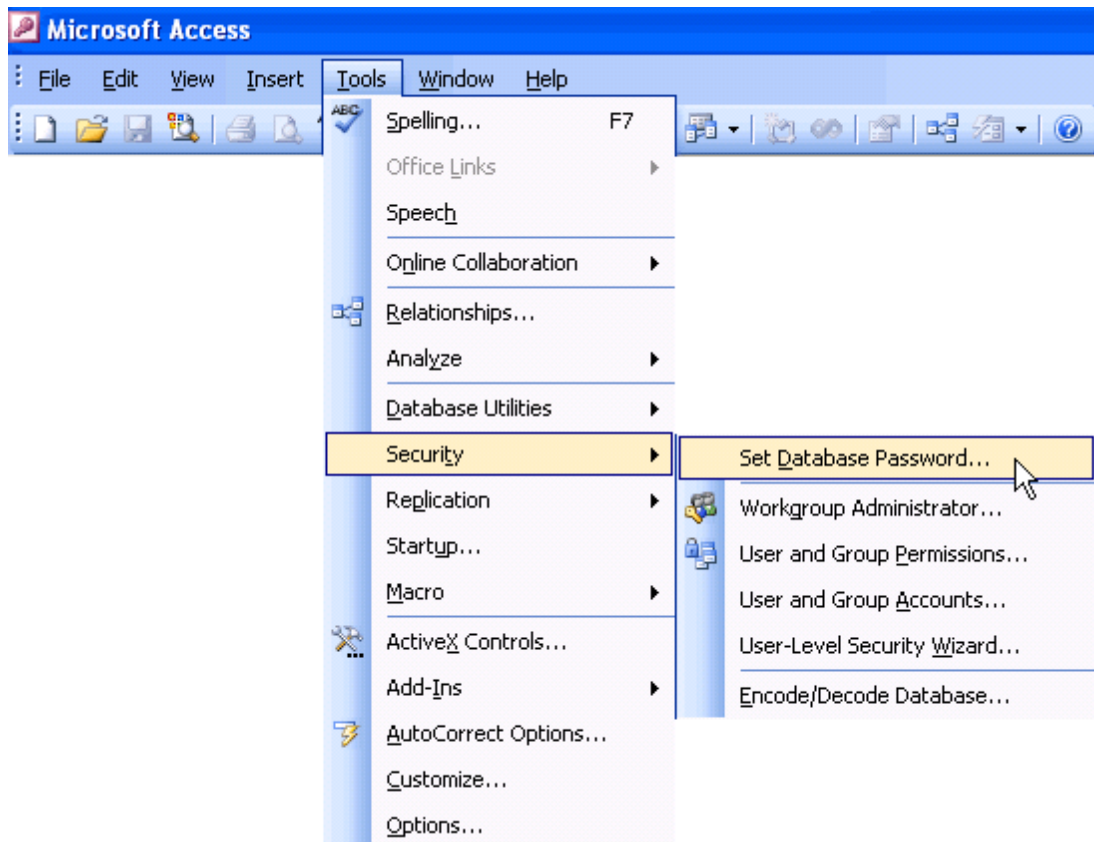 Microsoft Access
File Edit View Insert Tools Window Help
ABC
Spelling... F7
Office Links
Speech
Online Collaboration
Relationships...
Analyze
Database Utilities
Security
Set Database Password...
Replication
Workgroup Administrator...
Startup...
User and Group Permissions...
Macro
User and Group Accounts...
ActiveX Controls...
User-Level Security Wizard...
Add-Ins
Encode/Decode Database...
AutoCorrect Options...
Customize...
Options...